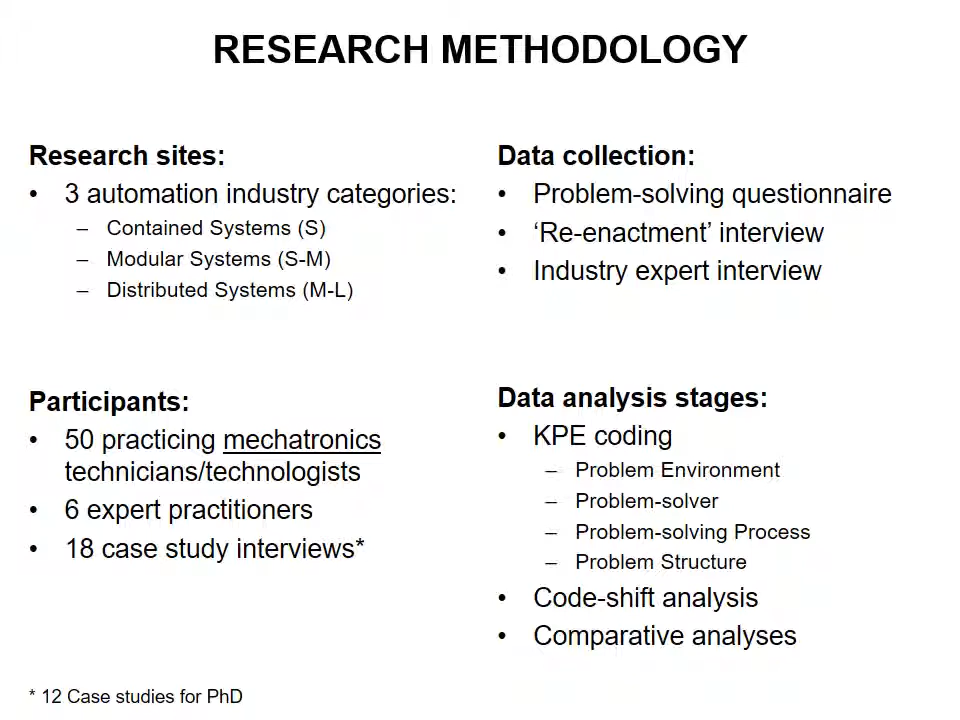 RESEARCH METHODOLOGY
Research sites:
• 3 automation industry categories:
– Contained Systems (S)
– Modular Systems (S-M)
– Distributed Systems (M-L)
Participants:
• 50 practicing mechatronics
technicians/technologists
• 6 expert practitioners
• 18 case study interviews*
* 12 Case studies for PhD
Data collection:
• Problem-solving questionnaire
• ‘Re-enactment’ interview
• Industry expert interview
Data analysis stages:
• KPE coding
– Problem Environment
– Problem-solver
– Problem-solving Process
– Problem Structure
• Code-shift analysis
• Comparative analyses